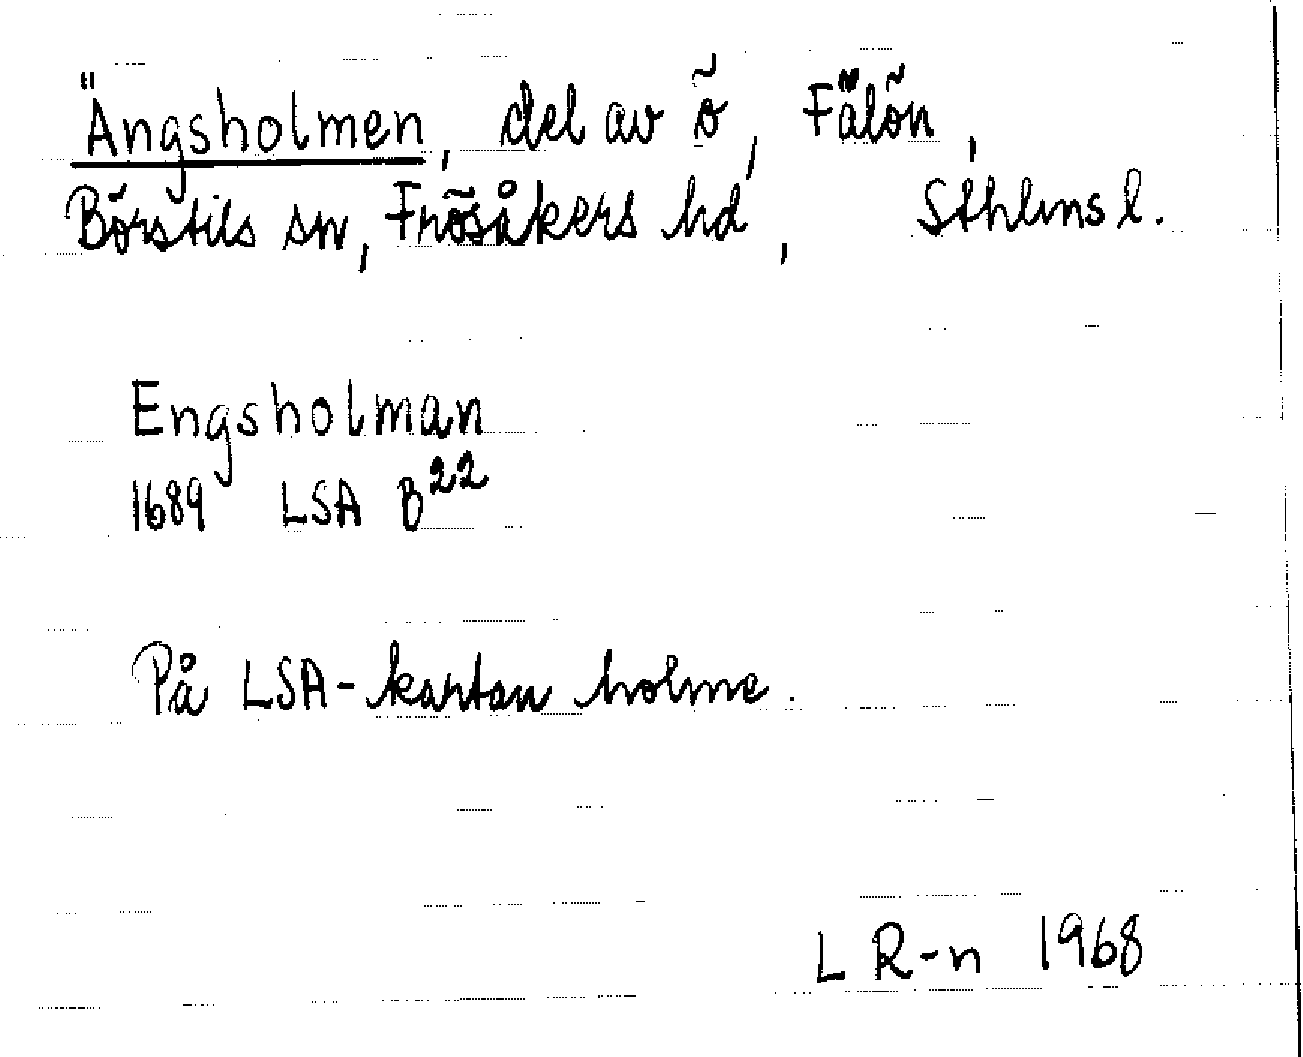 Ängsholmen, del av ö, Fälön,
Börstils sn, Frösåkers hd, Sthlms l.
Engsholman
1689 LSA B22
På LSA-kartan holme.
L R-n 1968